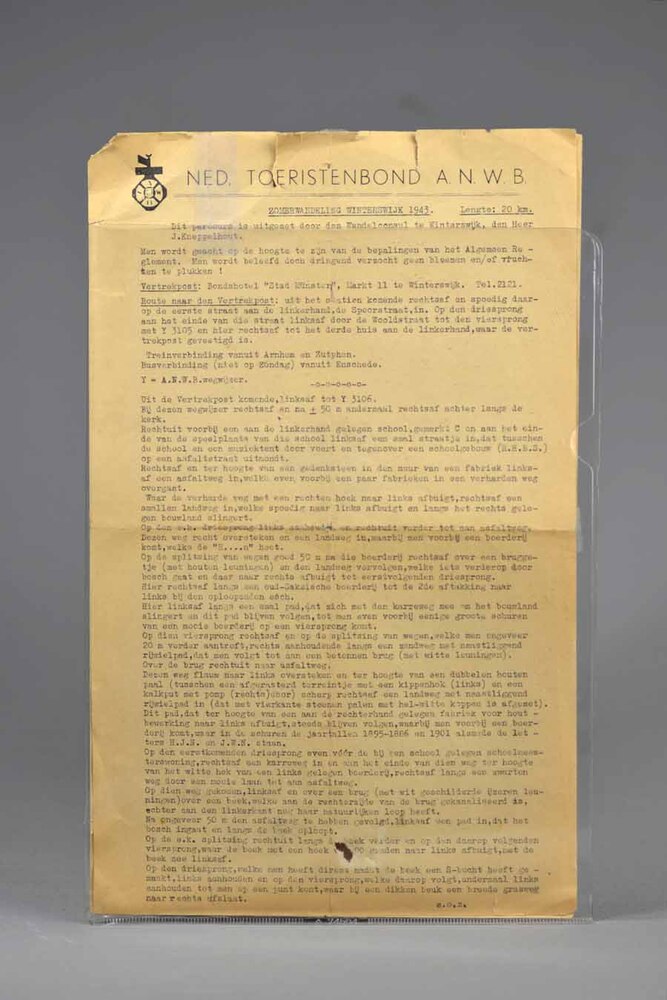 NED. TOERISTENBOND A.N.W.B.
ZOMERWANDELING WINTERSWIJK 1943. Lengte: 20 km.
Dit parcours is uitgezet door den Wandelconsul te Winterswijk, den Heer
J.Kneppelhout.
Men wordt geacht op de hoogte te zijn van de bepalingen van het Algemeen Re -
glement. Men wordt beleefd doch dringend verzocht geen bloemen en/of vruch-
ten te plukken !
Vertrekpost: Bondshotel "Stad Münster", Markt 11 te Winterswijk. Tel.2121.
Route naar den Vertrekpost: uit het station komende rechtsaf en spoedig daar-
op de eerste straat aan de linkerhand, de Spoorstraat,in. Op den driesprong
aan het einde van die straat linksaf door de Wooldstraat tot den viersprong
met Y 3105 en hier rechtsaf tot het derde huis aan de linkerhand,waar de ver-
trekpost gevestigd is.
Treinverbinding vanuit Arnhem en Zutphen.
Busverbinding (niet op Zondag) vanuit Enschede.
Y = A.N.W.B.wegwijzer.
-o-o-o-o-o-
Uit de Vertrekpost komende,linksaf tot Y 3106.
Bij dezen wegwijzer rechtsaf en na ± 50 m andermaal rechtsaf achter langs de
kerk.
Rechtuit voorbij een aan de linkerhand gelegen school,gemerkt C en aan het ein-
de van de speelplaats van die school linksaf een smal straatje in,dat tusschen
de school en een muziektent door voert en tegenover een schoolgebouw (R.H.B.S.)
op een asfaltstraat uitmondt.
Rechtsaf en ter hoogte van een gedenksteen in den muur van een fabriek links-
af een asfaltweg in,welke even voorbij een paar fabrieken in een verharden weg
overgaat.
Waar de verharde weg met een rechten hoek naar links afbuigt,rechtsaf een
smallen landweg in,welke spoedig naar links afbuigt en langs het rechts gele-
gen bouwland slingert.
Op den e.k. driesprong links aanhouden en rechtuit verder tot aan asfaltweg.
Dezen weg recht oversteken en een landweg in,waarbij men voorbij een boerderij
komt,welke de "H....n" heet.
Op de splitsing van wegen goed 50 m na die boerderij rechtsaf over een brugge-
tje (met houten leuningen) en den landweg vervolgen,welke iets verderop door
bosch gaat en daar naar rechts afbuigt tot eerstvolgenden driesprong.
Hier rechtsaf langs een oud-Saksische boerderij tot de 2de aftakking naar
links bij den oploopenden esch.
Hier linksaf langs een smal pad,dat zich met den karreweg mee om het bouwland
slingert en dit pad blijven volgen,tot men even voorbij eenige groote schuren
van een mooie boerderij op een viersprong komt.
Op dien viersprong rechtsaf en op de splitsing van wegen,welke men ongeveer
20 m verder aantreft,rechts aanhoudende langs een zandweg met naastliggend
rijwielpad,dat men volgt tot aan een betonnen brug (met witte leuningen).
Over de brug rechtuit naar asfaltweg.
Dezen weg flauw naar links oversteken en ter hoogte van een dubbelen houten
paal (tusschen een afgerasterd terreintje met een kippenhok (links) en een
kalkput met pomp (rechts)door) scherp rechtsaf een landweg met naastliggend
rijwielpad in (dat met vierkante steenen palen met hel-witte koppen is afgezet).
Dit pad,dat ter hoogte van een aan de rechterhand gelegen fabriek voor hout -
bewerking naar links afbuigt,steeds blijven volgen,waarbij men voorbij een boer-
derij komt,waar in de schuren de jaartallen 1895-1886 en 1901 alsmede de let -
ters H.J.N. en J.W.N. staan.
Op den eerstkomenden driesprong even vóór de bij een school gelegen schoolmees-
terswoning,rechtsaf een karreweg in en aan het einde van dien weg ter hoogte
van het witte hek van een links gelegen boerderij,rechtsaf langs een zwarten
weg door een mooie laan tot aan asfaltweg.
Op dien weg gekomen,linksaf en over een brug (met wit geschilderde ijzeren leu-
ningen)over een beek,welke aan de rechterzijde van de brug gekanaliseerd is,
echter aan den linkerkant nog haar natuurlijken loop heeft.
Na ongeveer 50 m den asfaltweg te hebben gevolgd,linksaf een pad in,dat het
bosch ingaat en langs de beek oploopt.
Op de e.k. splitsing rechtuit langs de beek verder en op den daarop volgenden
viersprong,waar de beek met een hoek van 90 graden naar links afbuigt,met de
beek mee linksaf.
Op den driesprong,welke men heeft direct nadat de beek een S-bocht heeft ge -
maakt,links aanhouden en op den viersprong,welke daarop volgt,andermaal links
aanhouden tot men op een punt komt,waar bij een dikken beuk een breede grasweg
naar rechts afslaat.
z.o.z.